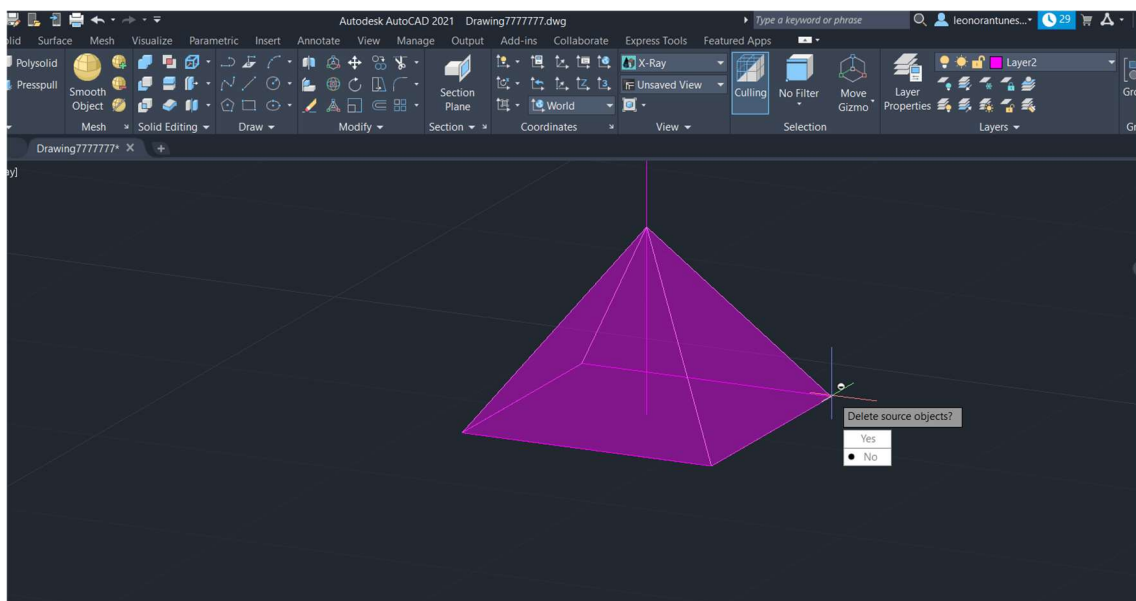 Autodesk AutoCAD 2021 Drawing7777777.dwg
Type a keyword or phrase
leonorantunes...
29
olid Surface Mesh Visualize Parametric Insert Annotate View Manage Output Add-ins Collaborate Express Tools Featured Apps
Polysolid
Presspull
Smooth Object
Section Plane
World
X-Ray
Unsaved View
Culling
No Filter
Move Gizmo
Layer Properties
Layer2
Gro
Mesh Solid Editing Draw Modify Section Coordinates View Selection Layers Gr
Drawing7777777*
ay]
Delete source objects?
Yes
No